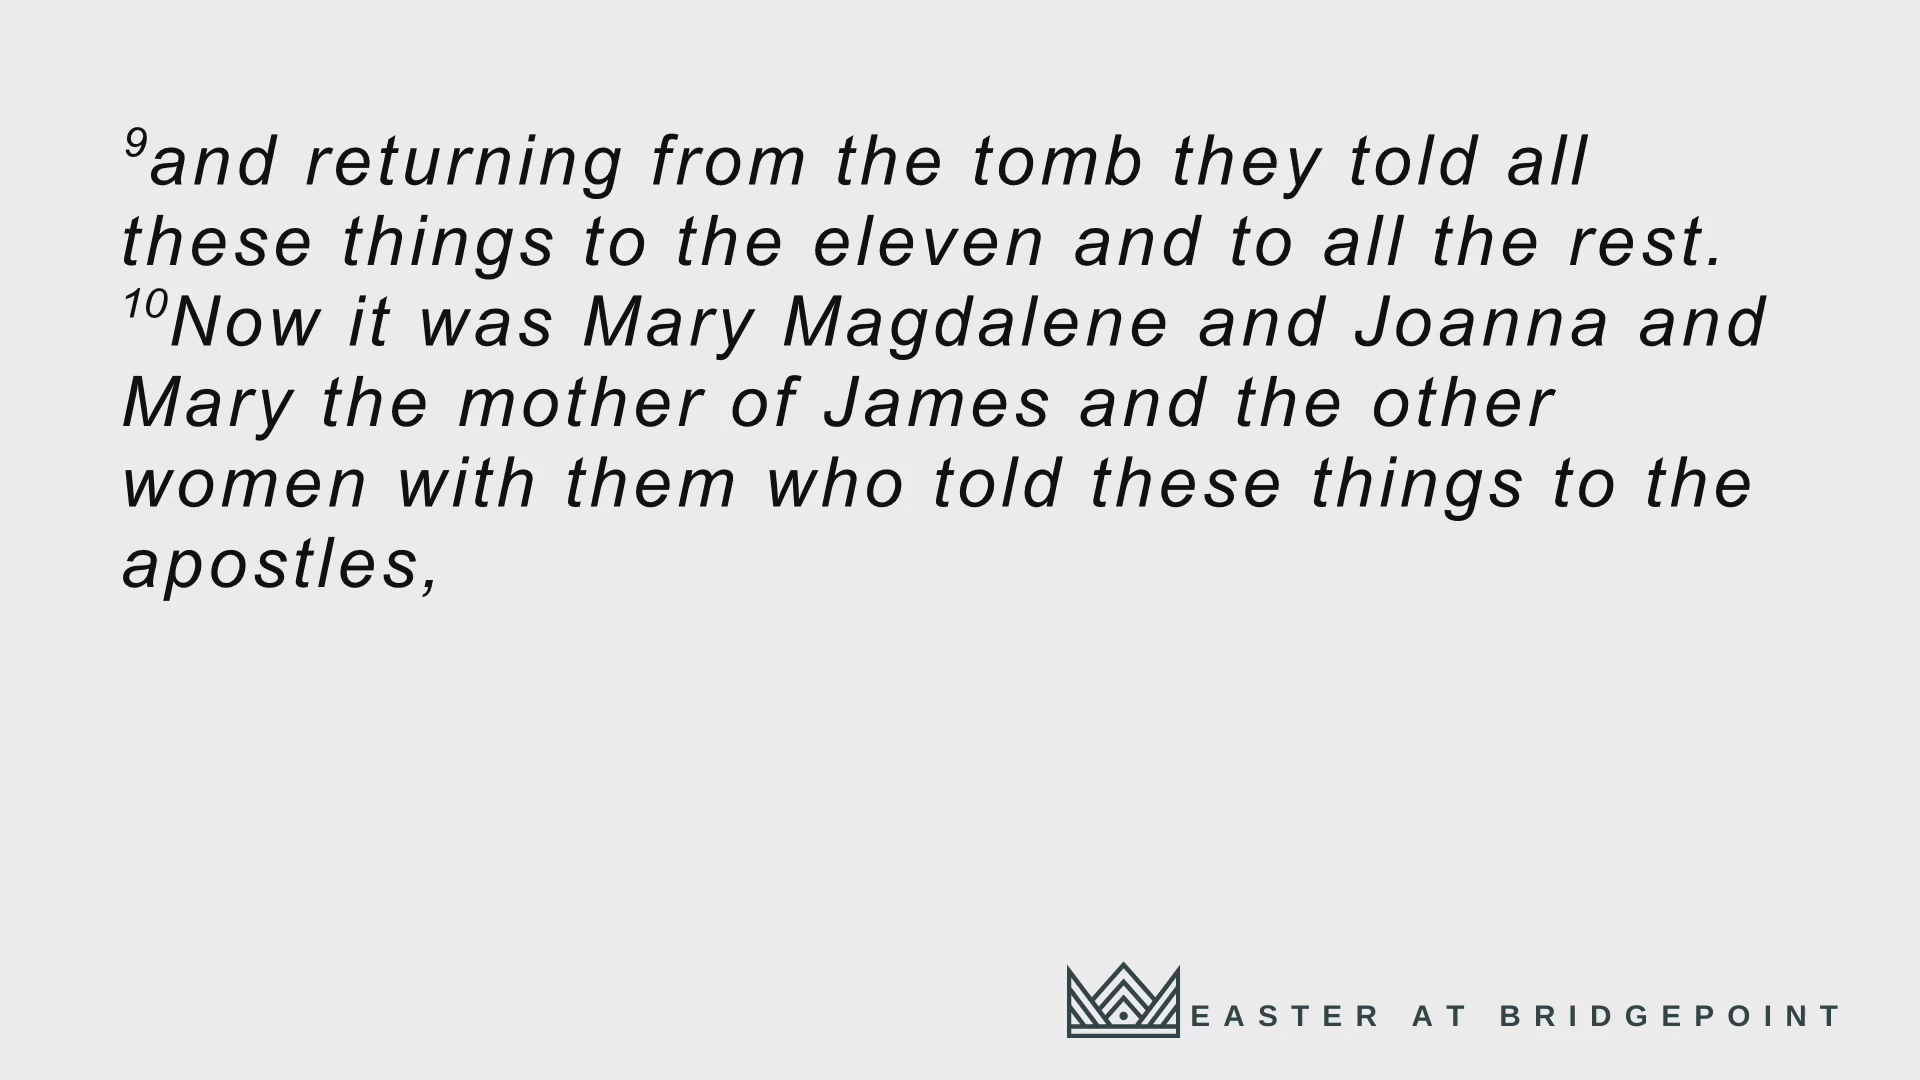 ⁹and returning from the tomb they told all
these things to the eleven and to all the rest.
¹⁰Now it was Mary Magdalene and Joanna and
Mary the mother of James and the other
women with them who told these things to the
apostles,
EASTER AT BRIDGEPOINT